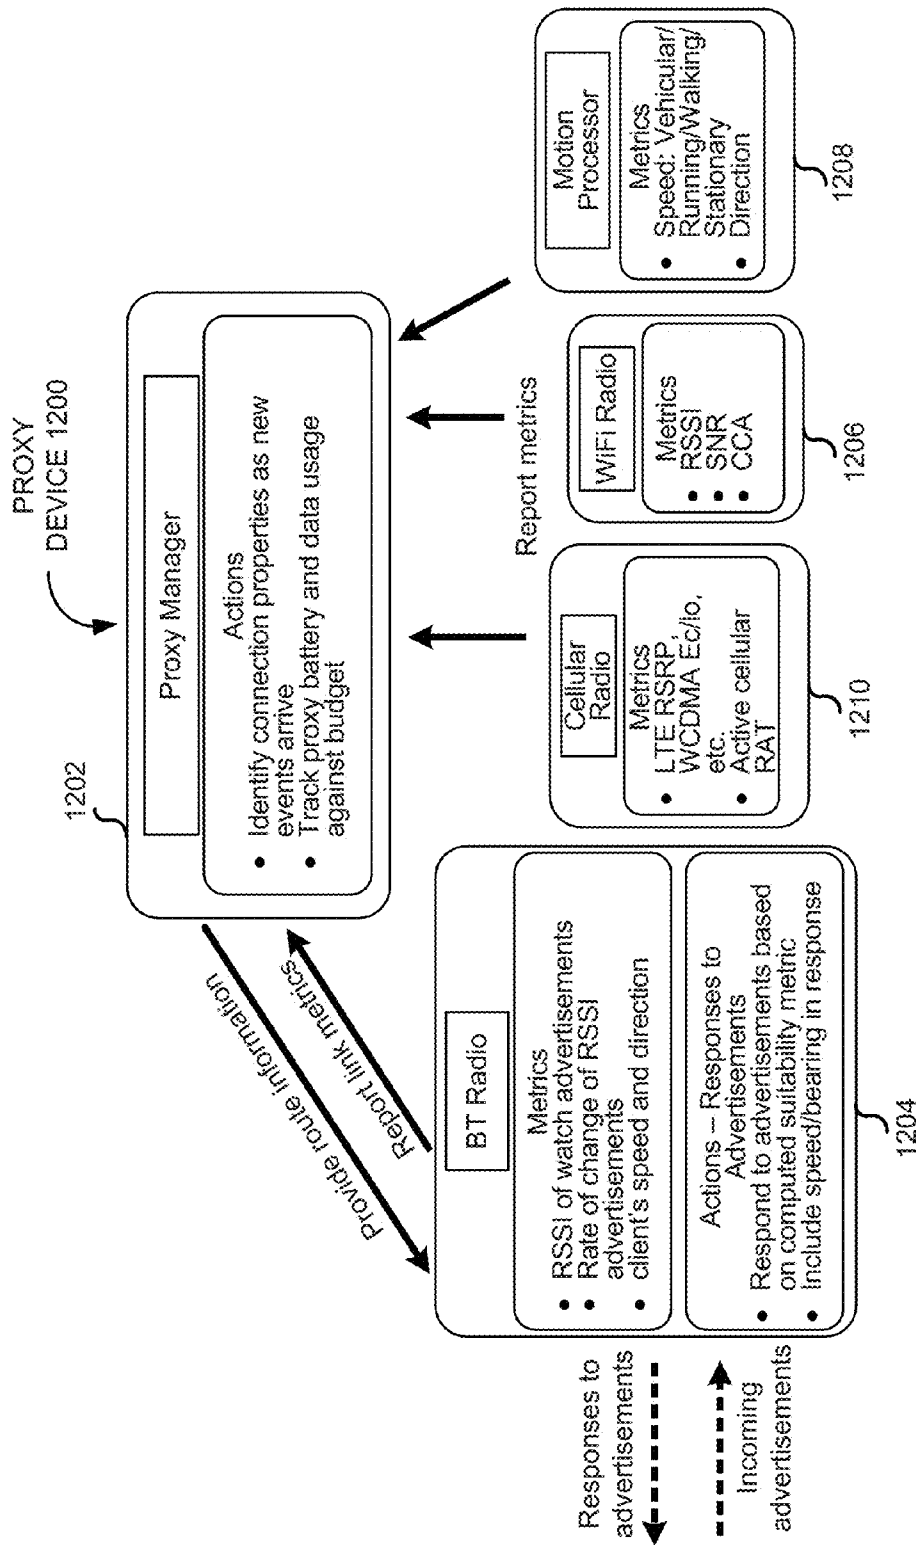 PROXY
DEVICE 1200
1202
Proxy Manager
Actions
• Identify connection properties as new
events arrive
• Track proxy battery and data usage
against budget
Provide route information
Report link metrics
Report metrics
BT Radio
Metrics
• RSSI of watch advertisements
• Rate of change of RSSI
advertisements
• client's speed and direction
Actions – Responses to
Advertisements
• Respond to advertisements based
on computed suitability metric
• Include speed/bearing in response
1204
Responses to
advertisements
Incoming
advertisements
Cellular
Radio
Metrics
• LTE RSRP,
WCDMA Ec/Io,
etc.
• Active cellular
RAT
1210
WiFi Radio
Metrics
• RSSI
• SNR
• CCA
1206
Motion
Processor
Metrics
• Speed: Vehicular/
Running/Walking/
Stationary
• Direction
1208